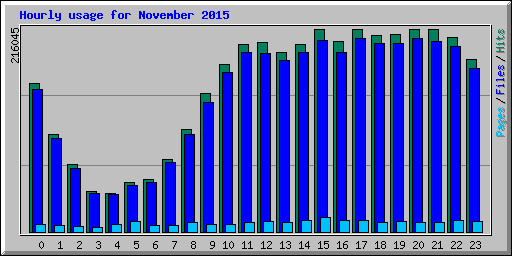 Hourly usage for November 2015
216045
Pages/Files/Hits
0 1 2 3 4 5 6 7 8 9 10 11 12 13 14 15 16 17 18 19 20 21 22 23